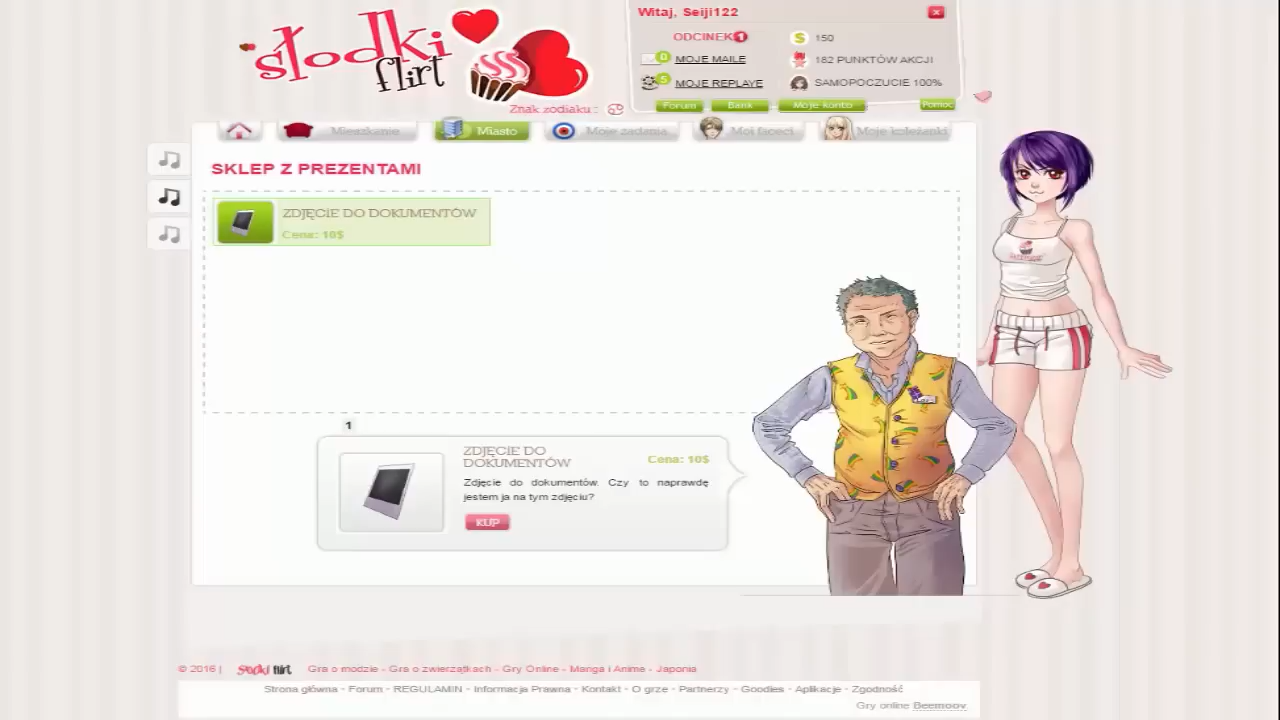 słodki
flirt
Znak zodiaku :
Witaj, Seiji122
ODCINEK 1
150
0 MOJE MAILE
182 PUNKTÓW AKCJI
5 MOJE REPLAYE
SAMOPOCZUCIE 100%
Forum Bank Moje konto Pomoc
Mieszkanie Miasto Moje zadania Moi faceci Moje koleżanki
SKLEP Z PREZENTAMI
ZDJĘCIE DO DOKUMENTÓW
Cena: 10$
1
ZDJĘCIE DO
DOKUMENTÓW
Cena: 10$
Zdjęcie do dokumentów. Czy to naprawdę
jestem ja na tym zdjęciu?
KUP
© 2016 | słodki flirt Gra o modzie - Gra o zwierzątkach - Gry Online - Manga i Anime - Japonia
Strona główna - Forum - REGULAMIN - Informacja Prawna - Kontakt - O grze - Partnerzy - Goodies - Aplikacje - Zgodność
Gry online Beemoov